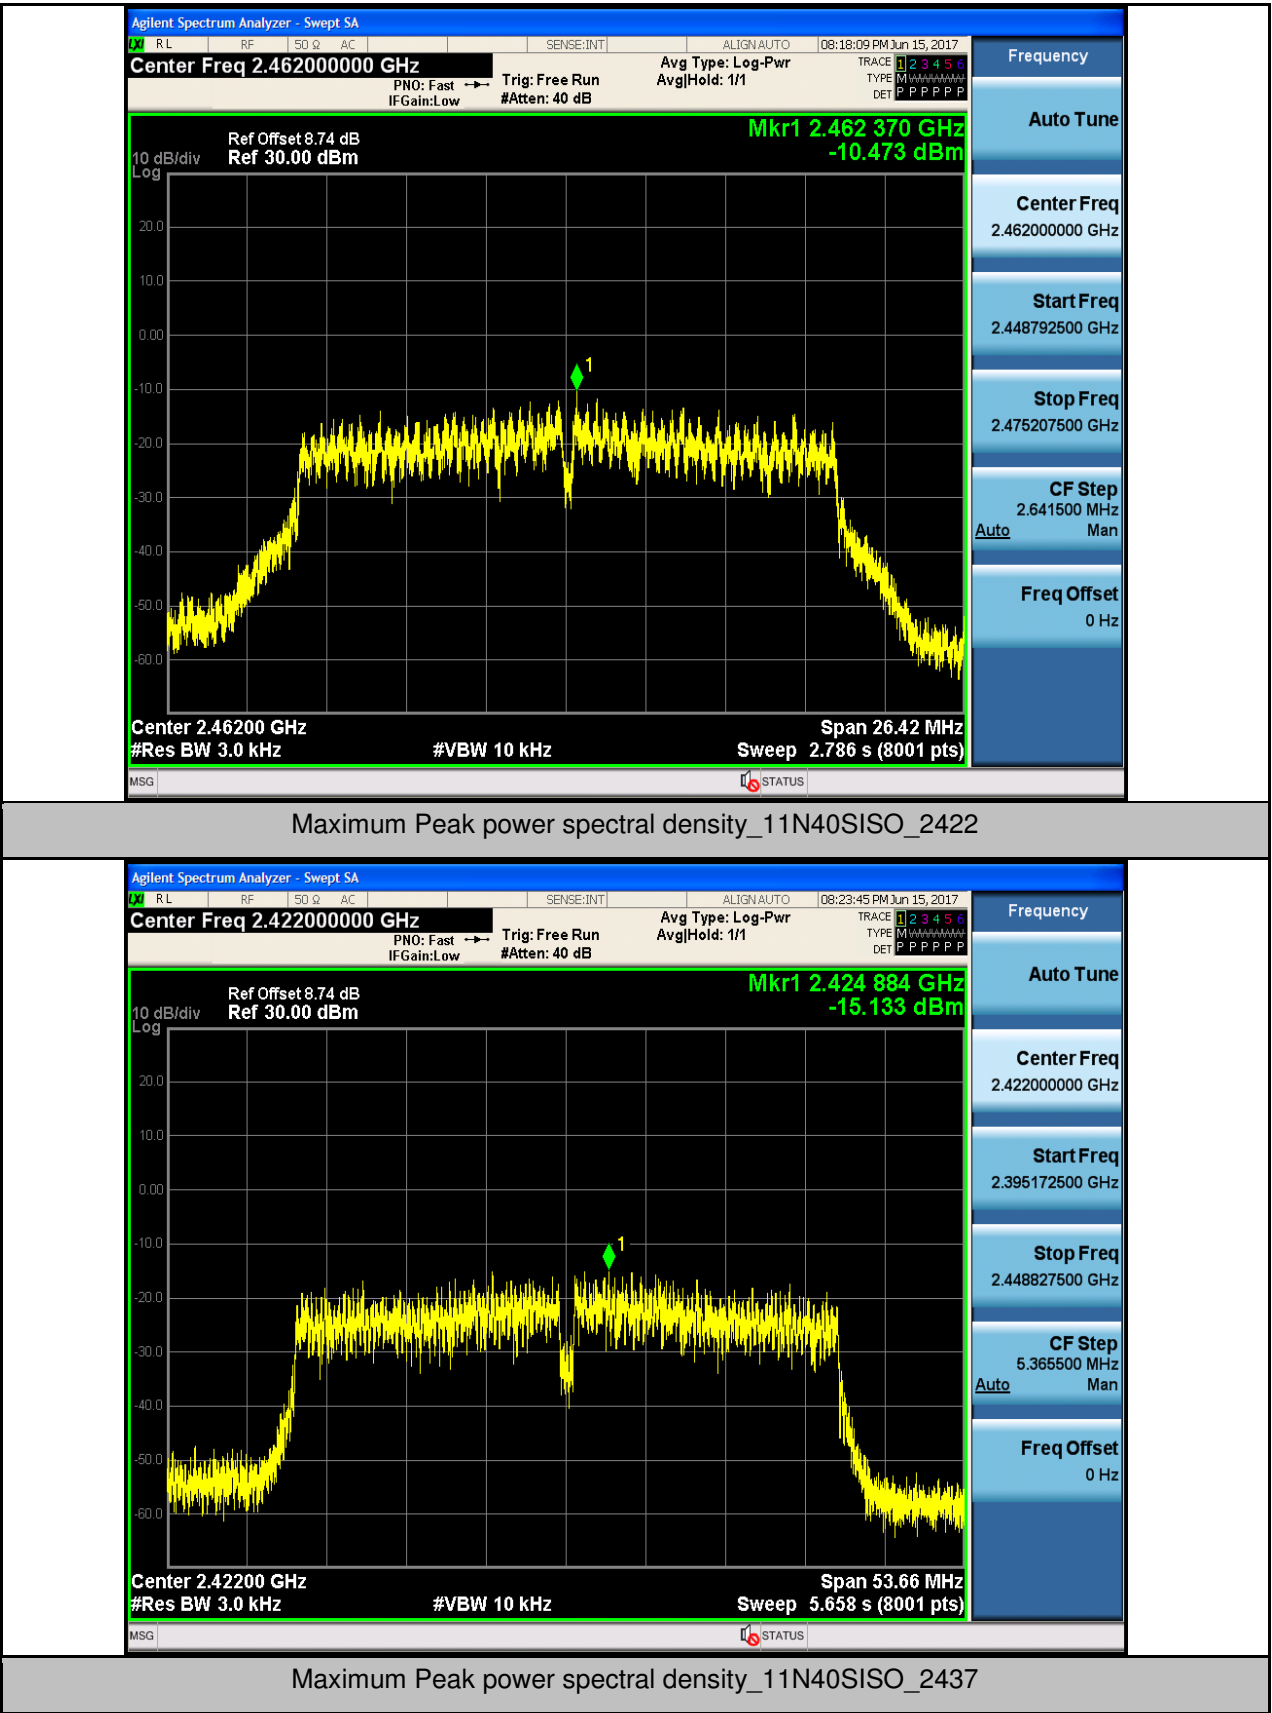 Agilent Spectrum Analyzer - Swept SA
LXI RL RF 50 Ω AC SENSE:INT ALIGN AUTO 08:18:09 PM Jun 15, 2017
Center Freq 2.462000000 GHz
PNO: Fast
IFGain:Low
Trig: Free Run
#Atten: 40 dB
Avg Type: Log-Pwr
Avg|Hold: 1/1
TRACE 1 2 3 4 5 6
TYPE M
DET P P P P P P
Mkr1 2.462 370 GHz
-10.473 dBm
Ref Offset 8.74 dB
10 dB/div Ref 30.00 dBm
Log
20.0
10.0
0.00
1
-10.0
-20.0
-30.0
-40.0
-50.0
-60.0
Center 2.46200 GHz Span 26.42 MHz
#Res BW 3.0 kHz #VBW 10 kHz Sweep 2.786 s (8001 pts)
MSG STATUS
Frequency
Auto Tune
Center Freq
2.462000000 GHz
Start Freq
2.448792500 GHz
Stop Freq
2.475207500 GHz
CF Step
2.641500 MHz
Auto Man
Freq Offset
0 Hz
Maximum Peak power spectral density_11N40SISO_2422
Agilent Spectrum Analyzer - Swept SA
LXI RL RF 50 Ω AC SENSE:INT ALIGN AUTO 08:23:45 PM Jun 15, 2017
Center Freq 2.422000000 GHz
PNO: Fast
IFGain:Low
Trig: Free Run
#Atten: 40 dB
Avg Type: Log-Pwr
Avg|Hold: 1/1
TRACE 1 2 3 4 5 6
TYPE M
DET P P P P P P
Mkr1 2.424 884 GHz
-15.133 dBm
Ref Offset 8.74 dB
10 dB/div Ref 30.00 dBm
Log
20.0
10.0
0.00
-10.0
1
-20.0
-30.0
-40.0
-50.0
-60.0
Center 2.42200 GHz Span 53.66 MHz
#Res BW 3.0 kHz #VBW 10 kHz Sweep 5.658 s (8001 pts)
MSG STATUS
Frequency
Auto Tune
Center Freq
2.422000000 GHz
Start Freq
2.395172500 GHz
Stop Freq
2.448827500 GHz
CF Step
5.365500 MHz
Auto Man
Freq Offset
0 Hz
Maximum Peak power spectral density_11N40SISO_2437